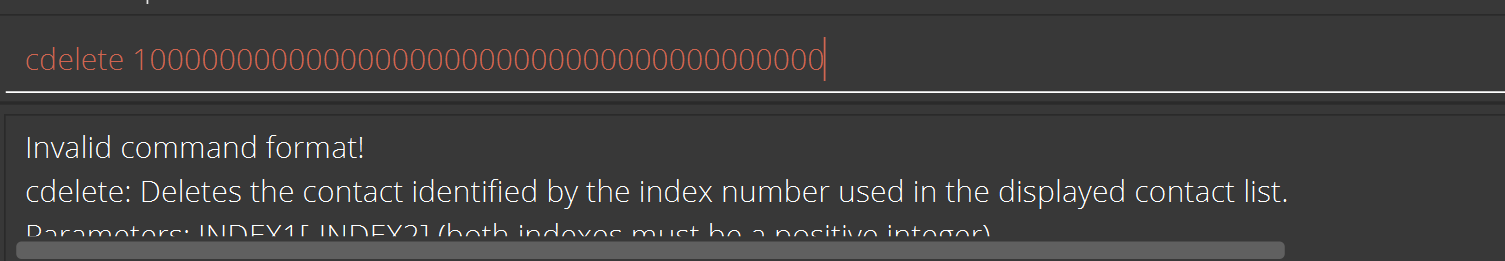 cdelete 1000000000000000000000000000000000000000
Invalid command format!
cdelete: Deletes the contact identified by the index number used in the displayed contact list.
Parameters: INDEX1[ INDEX2] (both indexes must be a positive integer)